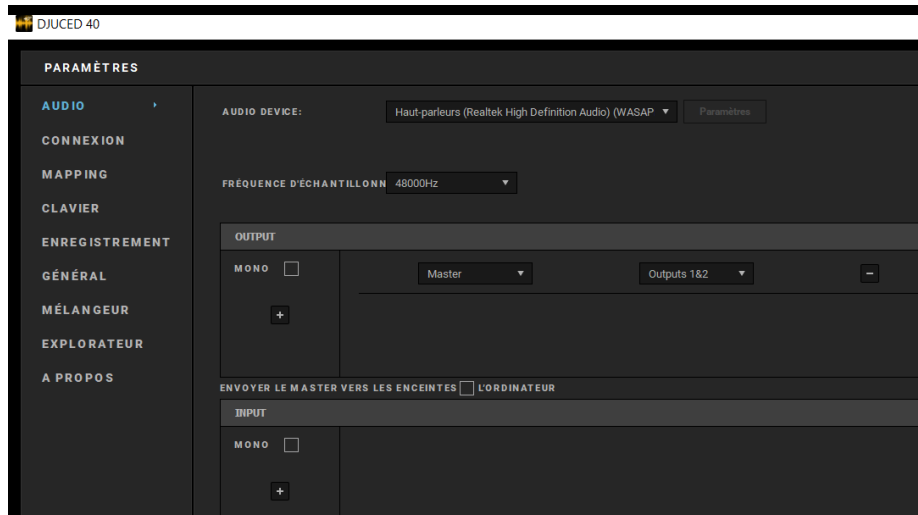 DJUCED 40
PARAMÈTRES
AUDIO
AUDIO DEVICE:
Haut-parleurs (Realtek High Definition Audio) (WASAP
Paramètres
CONNEXION
MAPPING
FRÉQUENCE D'ÉCHANTILLONN
48000Hz
CLAVIER
ENREGISTREMENT
OUTPUT
GÉNÉRAL
MONO
Master
Outputs 1&2
-
MÉLANGEUR
+
EXPLORATEUR
A PROPOS
ENVOYER LE MASTER VERS LES ENCEINTES L'ORDINATEUR
INPUT
MONO
+